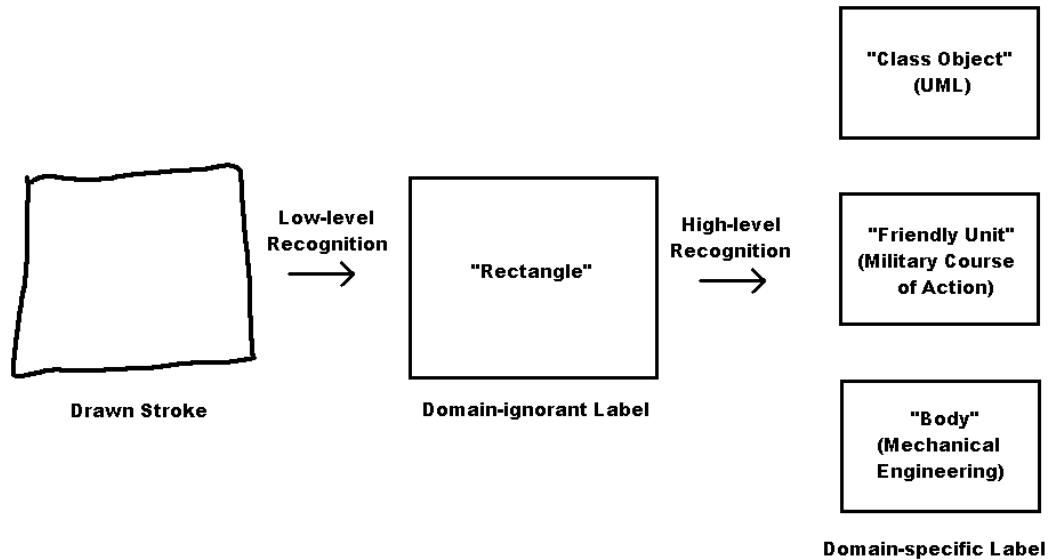 Drawn Stroke
Low-level
Recognition
"Rectangle"
Domain-ignorant Label
High-level
Recognition
"Class Object"
(UML)
"Friendly Unit"
(Military Course
of Action)
"Body"
(Mechanical
Engineering)
Domain-specific Label